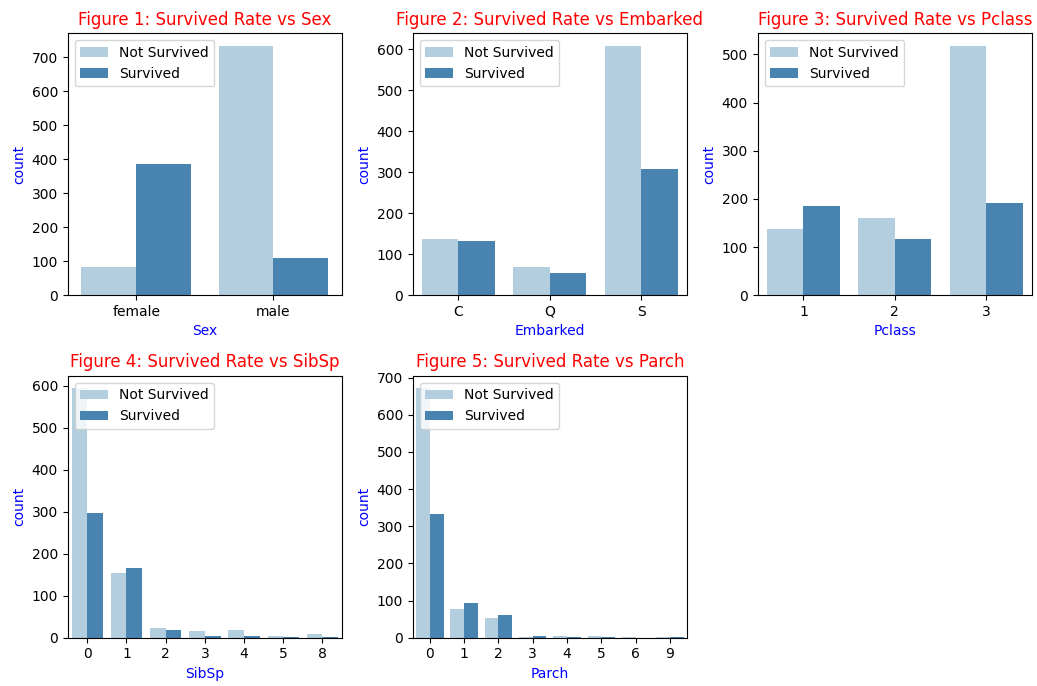 Figure 1: Survived Rate vs Sex
Not Survived
Survived
700
600
500
400
300
200
100
0
count
female male
Sex
Figure 2: Survived Rate vs Embarked
Not Survived
Survived
600
500
400
300
200
100
0
count
C Q S
Embarked
Figure 3: Survived Rate vs Pclass
Not Survived
Survived
500
400
300
200
100
0
count
1 2 3
Pclass
Figure 4: Survived Rate vs SibSp
Not Survived
Survived
600
500
400
300
200
100
0
count
0 1 2 3 4 5 8
SibSp
Figure 5: Survived Rate vs Parch
Not Survived
Survived
700
600
500
400
300
200
100
0
count
0 1 2 3 4 5 6 9
Parch